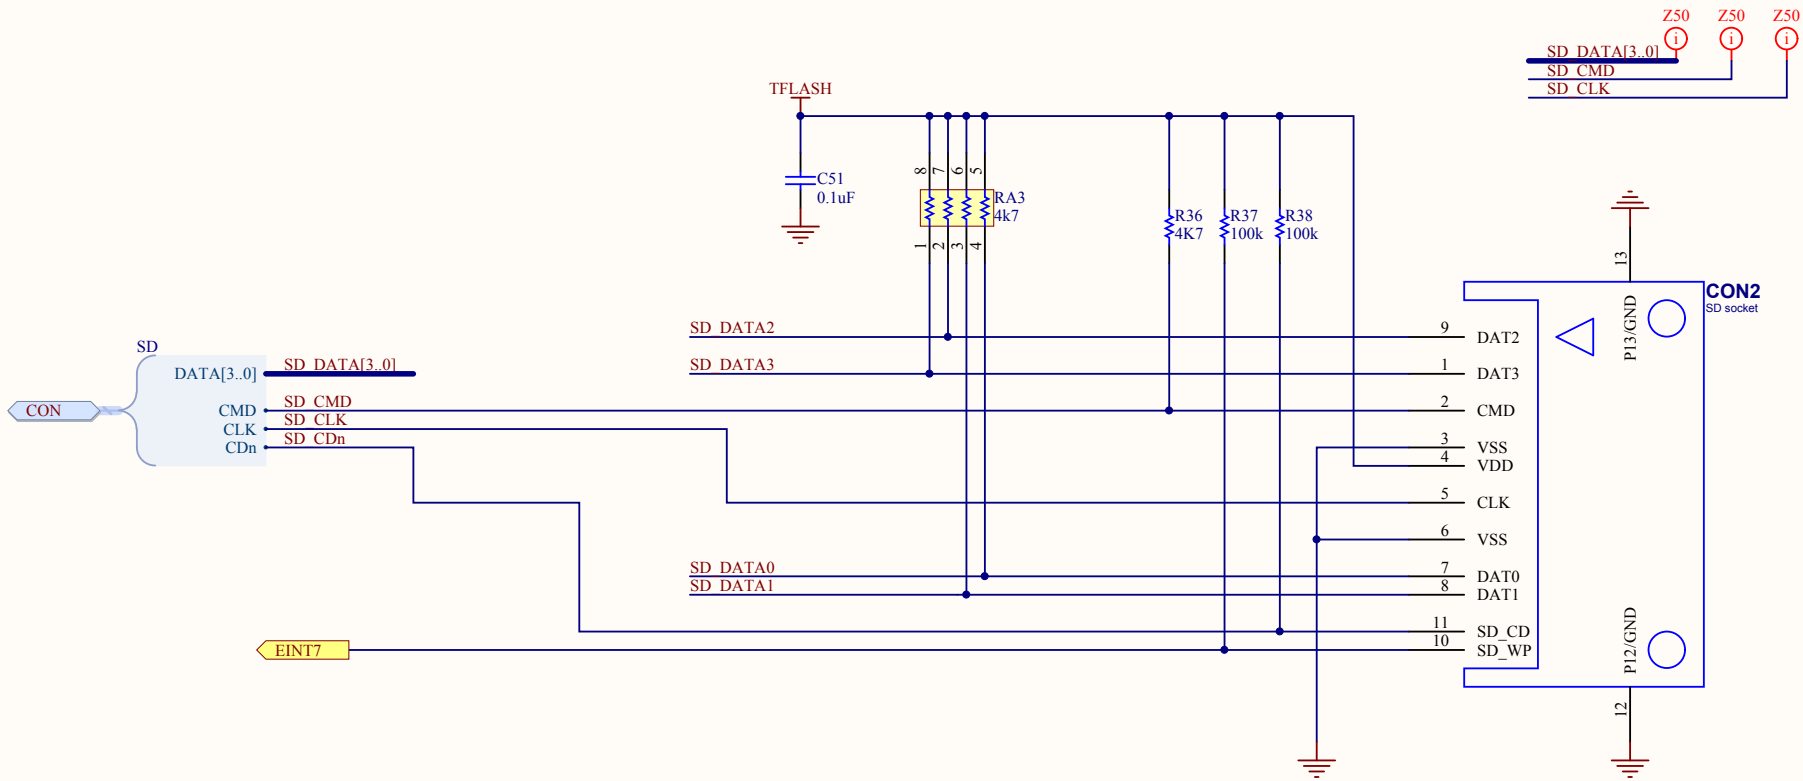 Z50 Z50 Z50
i i i
SD_DATA[3..0]
SD_CMD
SD_CLK
TFLASH
C51
0.1uF
8 7 6 5
RA3
4k7
1 2 3 4
R36
4K7
R37
100k
R38
100k
13
P13/GND
CON2
SD socket
SD_DATA2
9 DAT2
SD_DATA3
1 DAT3
SD
DATA[3..0] SD_DATA[3..0]
CON
CMD SD_CMD
2 CMD
CLK SD_CLK
CDn SD_CDn
3 VSS
4 VDD
5 CLK
6 VSS
SD_DATA0
7 DAT0
SD_DATA1
8 DAT1
11 SD_CD
EINT7
10 SD_WP
P12/GND
12